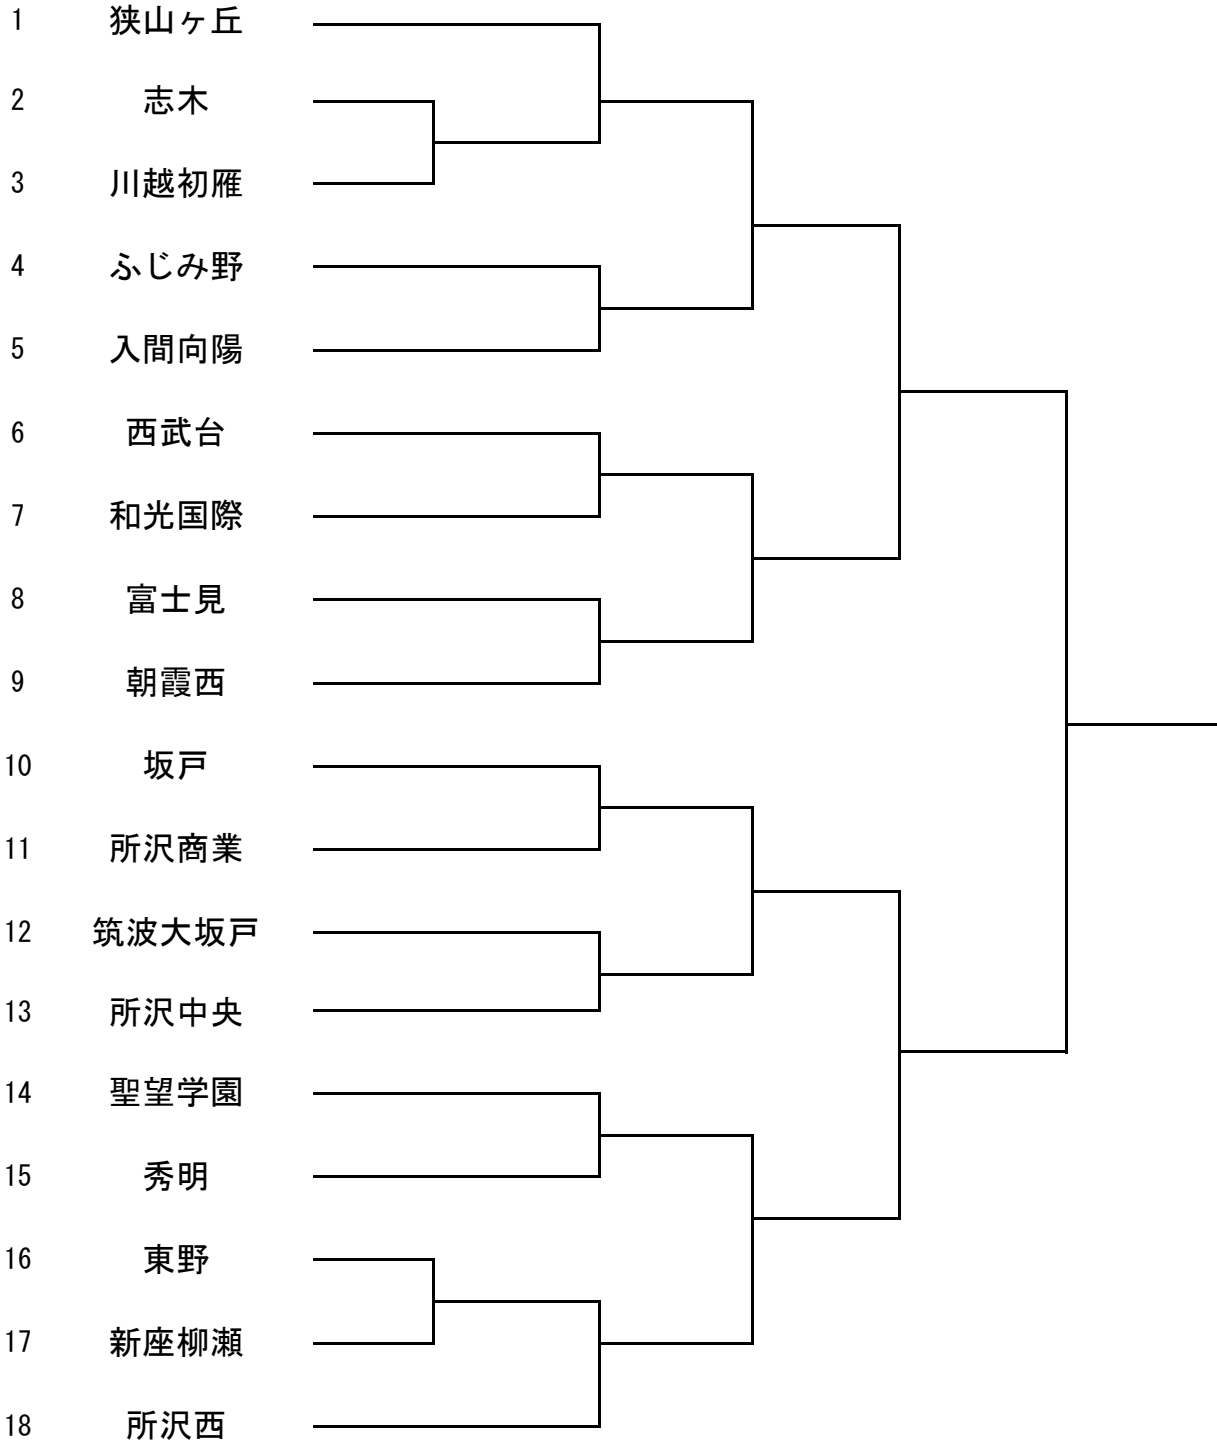 1 狭山ヶ丘
2 志木
3 川越初雁
4 ふじみ野
5 入間向陽
6 西武台
7 和光国際
8 富士見
9 朝霞西
10 坂戸
11 所沢商業
12 筑波大坂戸
13 所沢中央
14 聖望学園
15 秀明
16 東野
17 新座柳瀬
18 所沢西